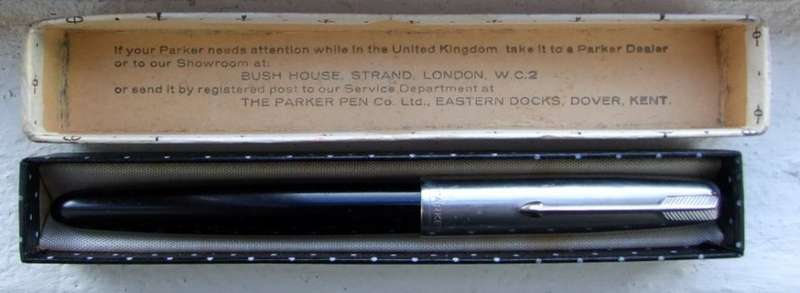 If your Parker needs attention while in the United Kingdom take it to a Parker Dealer
or to our Showroom at:
BUSH HOUSE, STRAND, LONDON, W.C.2
or send it by registered post to our Service Department at
THE PARKER PEN Co. Ltd., EASTERN DOCKS, DOVER, KENT.
PARKER